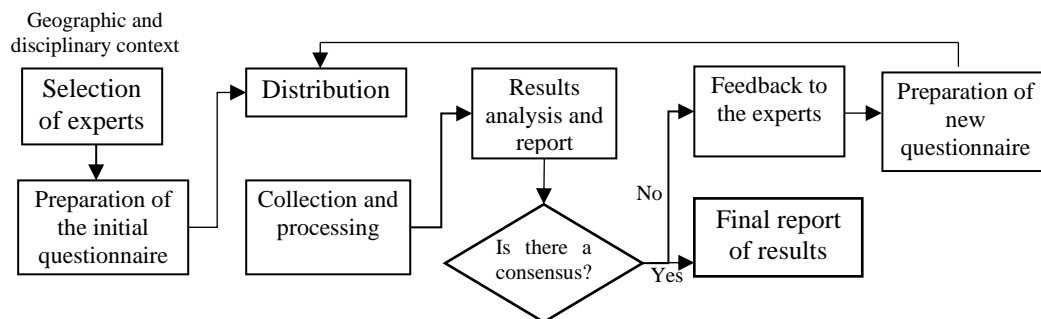 Geographic and
disciplinary context
Selection
of experts
Preparation of
the initial
questionnaire
Distribution
Collection and
processing
Results
analysis and
report
Is there a
consensus?
No
Yes
Feedback to
the experts
Preparation of
new
questionnaire
Final report
of results